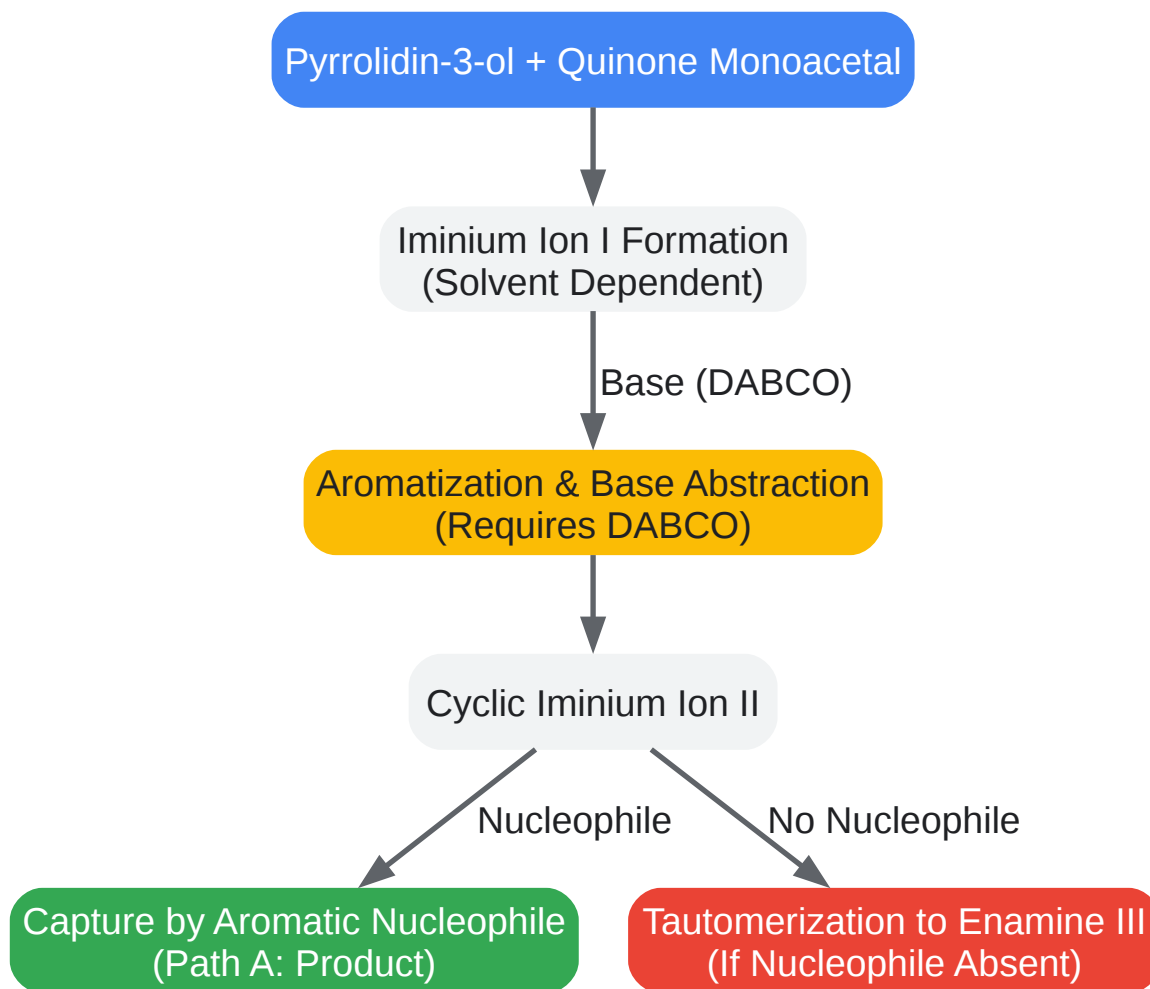 Pyrrolidin-3-ol + Quinone Monoacetal
Iminium Ion I Formation
(Solvent Dependent)
Base (DABCO)
Aromatization & Base Abstraction
(Requires DABCO)
Cyclic Iminium Ion II
Nucleophile
No Nucleophile
Capture by Aromatic Nucleophile
(Path A: Product)
Tautomerization to Enamine III
(If Nucleophile Absent)